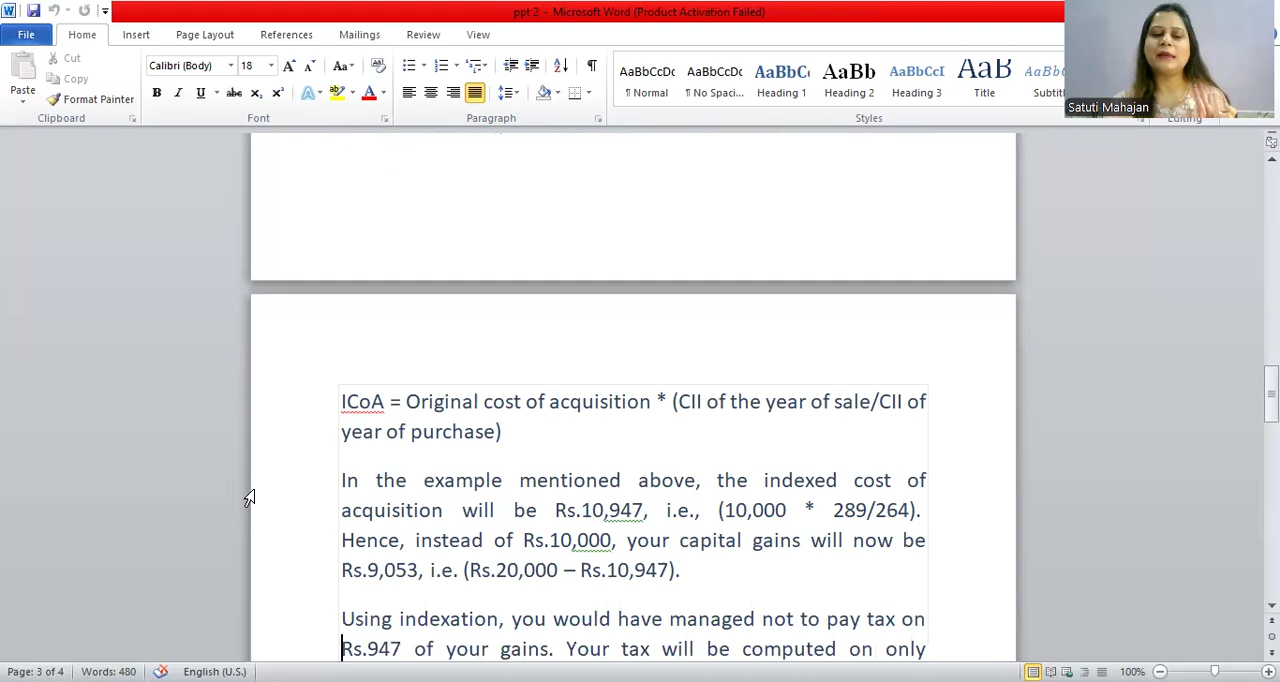 ppt 2 - Microsoft Word (Product Activation Failed)
File Home Insert Page Layout References Mailings Review View
Cut
Copy
Format Painter
Paste
Clipboard
Calibri (Body) 18
Font
Paragraph
AaBbCcDc AaBbCcDc AaBbC AaBb AaBbCcI AaB AaBbC
¶ Normal ¶ No Spaci... Heading 1 Heading 2 Heading 3 Title Subtitl
Styles
Editing
Satuti Mahajan
ICoA = Original cost of acquisition * (CII of the year of sale/CII of
year of purchase)
In the example mentioned above, the indexed cost of
acquisition will be Rs.10,947, i.e., (10,000 * 289/264).
Hence, instead of Rs.10,000, your capital gains will now be
Rs.9,053, i.e. (Rs.20,000 – Rs.10,947).
Using indexation, you would have managed not to pay tax on
Rs.947 of your gains. Your tax will be computed on only
Page: 3 of 4 Words: 480 English (U.S.) 100%